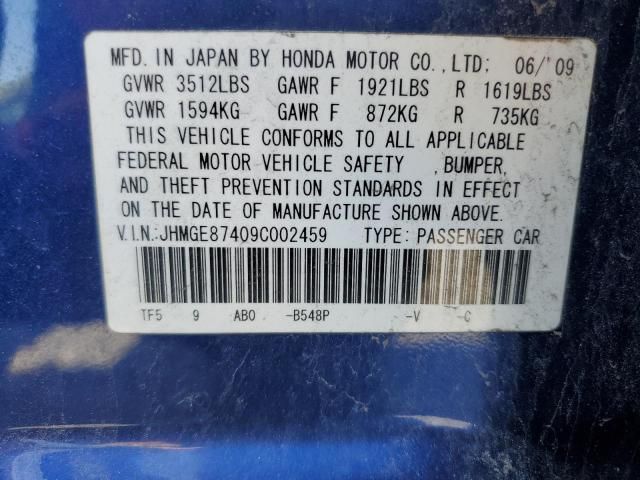 MFD. IN JAPAN BY HONDA MOTOR CO., LTD; 06/'09
GVWR 3512LBS GAWR F 1921LBS R 1619LBS
GVWR 1594KG GAWR F 872KG R 735KG
THIS VEHICLE CONFORMS TO ALL APPLICABLE
FEDERAL MOTOR VEHICLE SAFETY ,BUMPER,
AND THEFT PREVENTION STANDARDS IN EFFECT
ON THE DATE OF MANUFACTURE SHOWN ABOVE.
V.I.N.:JHMGE87409C002459 TYPE: PASSENGER CAR
TF5 9 AB0 -B548P -V -C